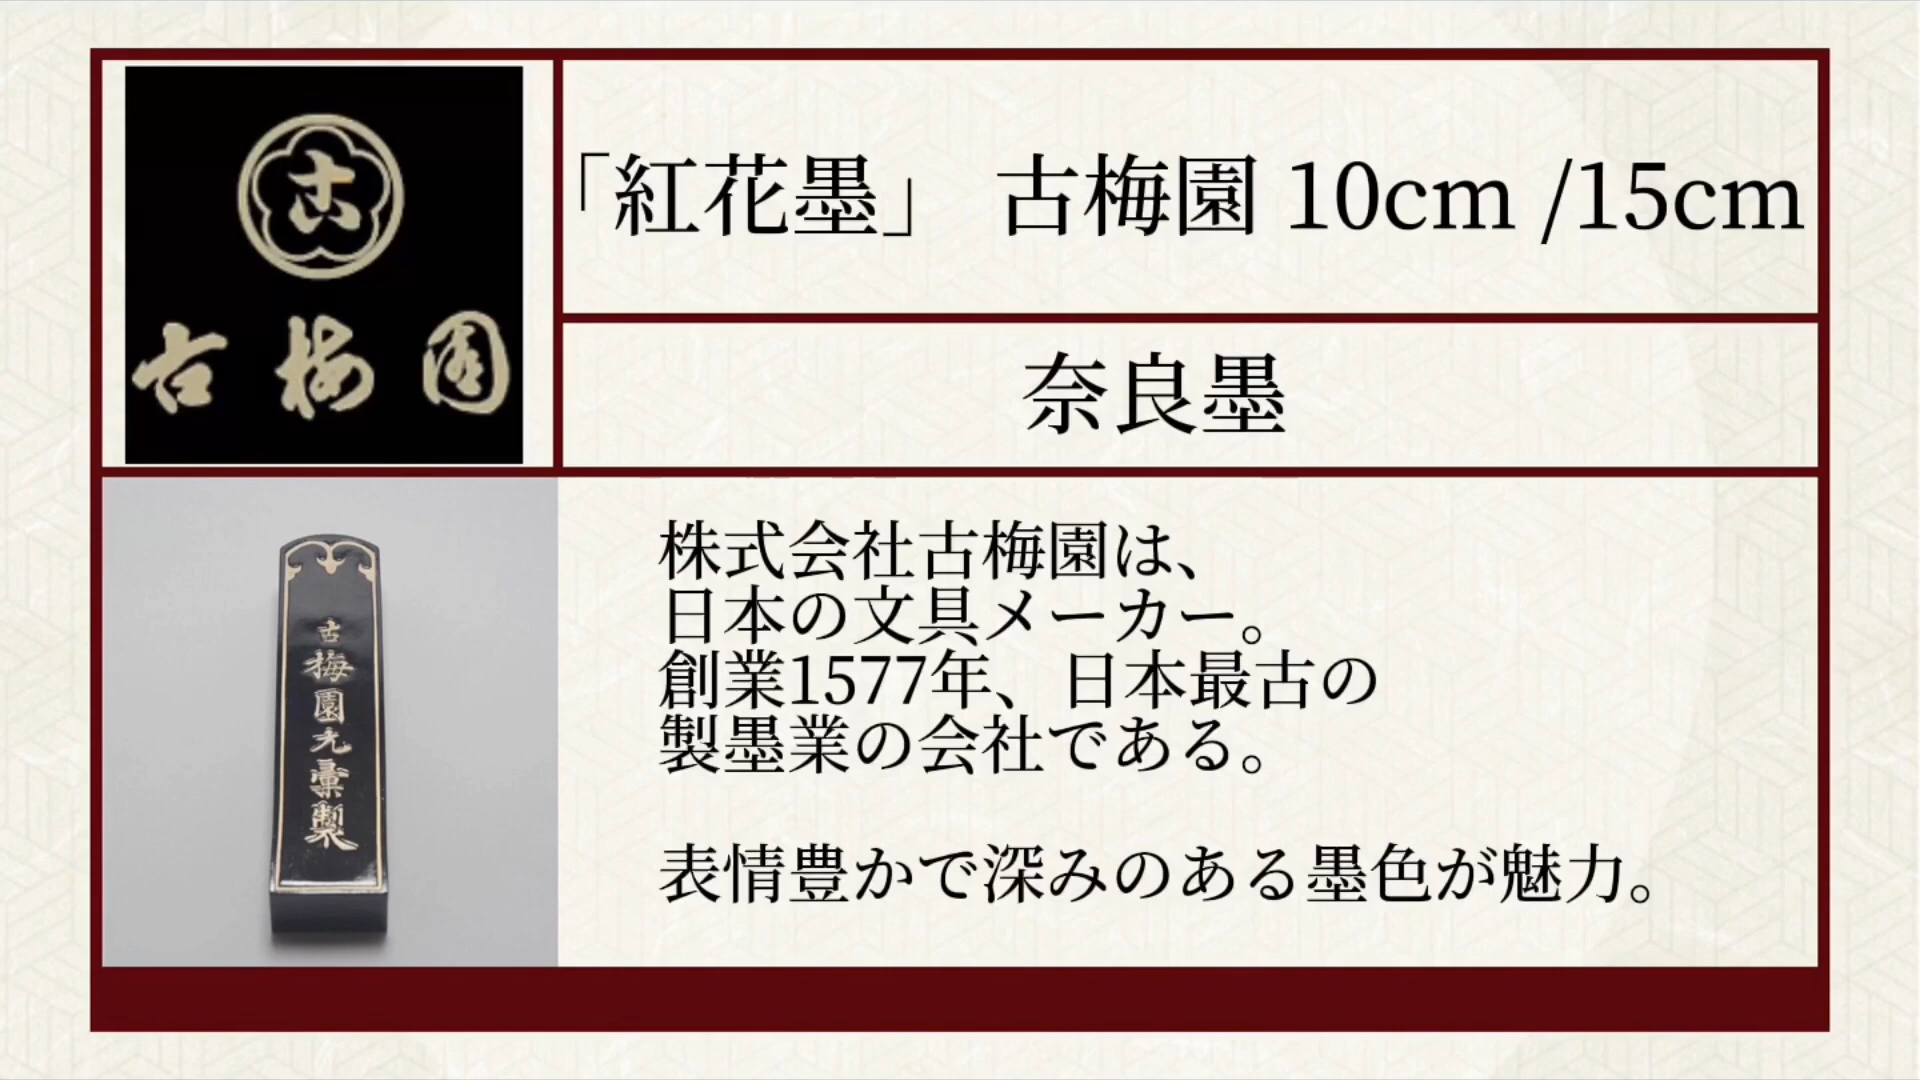 古
古梅園
「紅花墨」 古梅園 10cm /15cm
奈良墨
古梅園元彙製
株式会社古梅園は、
日本の文具メーカー。
創業1577年、日本最古の
製墨業の会社である。
表情豊かで深みのある墨色が魅力。